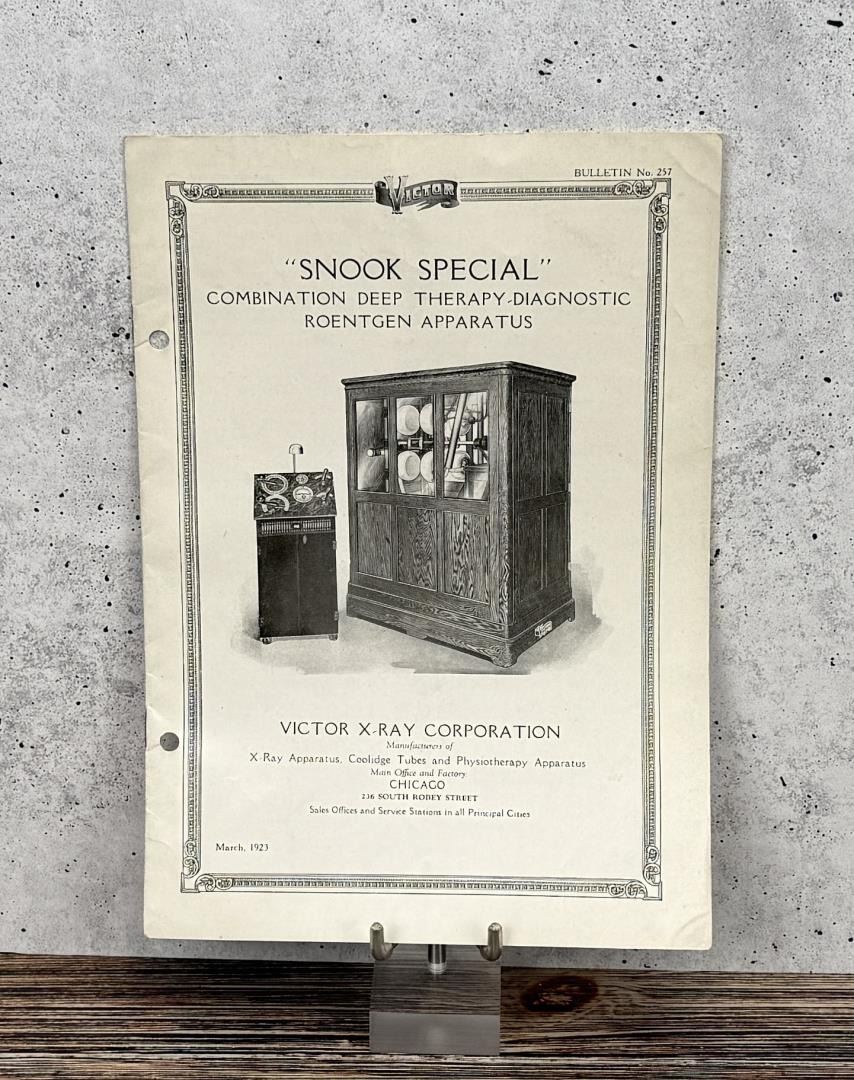 BULLETIN No. 257
VICTOR
"SNOOK SPECIAL"
COMBINATION DEEP THERAPY-DIAGNOSTIC
ROENTGEN APPARATUS
VICTOR X-RAY CORPORATION
Manufacturers of
X-Ray Apparatus, Coolidge Tubes and Physiotherapy Apparatus
Main Office and Factory
CHICAGO
236 SOUTH ROBEY STREET
Sales Offices and Service Stations in all Principal Cities
March, 1923